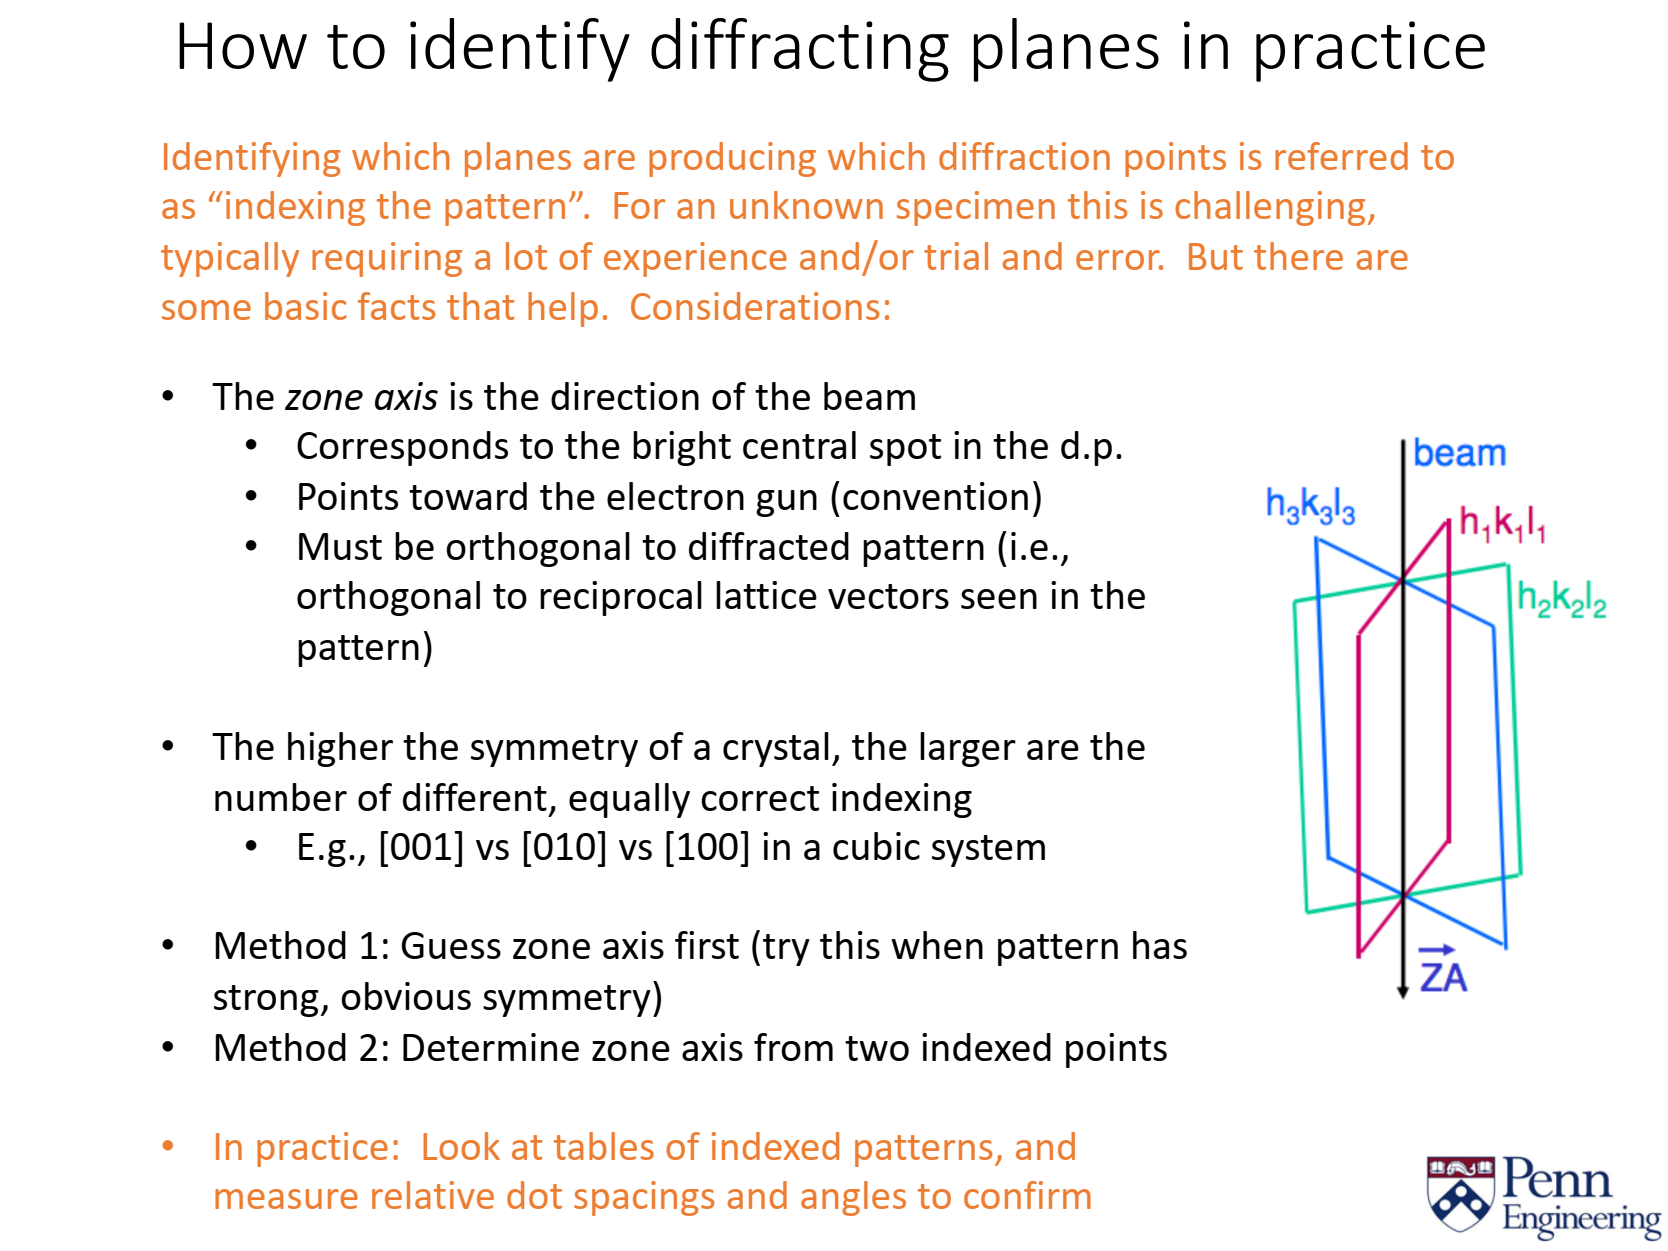 How to identify diffracting planes in practice
Identifying which planes are producing which diffraction points is referred to
as “indexing the pattern”.  For an unknown specimen this is challenging,
typically requiring a lot of experience and/or trial and error.  But there are
some basic facts that help.  Considerations:
• The zone axis is the direction of the beam
• Corresponds to the bright central spot in the d.p.
• Points toward the electron gun (convention)
• Must be orthogonal to diffracted pattern (i.e.,
orthogonal to reciprocal lattice vectors seen in the
pattern)
• The higher the symmetry of a crystal, the larger are the
number of different, equally correct indexing
• E.g., [001] vs [010] vs [100] in a cubic system
• Method 1: Guess zone axis first (try this when pattern has
strong, obvious symmetry)
• Method 2: Determine zone axis from two indexed points
• In practice:  Look at tables of indexed patterns, and
measure relative dot spacings and angles to confirm
beam
h₃k₃l₃
h₁k₁l₁
h₂k₂l₂
ZA
Penn
Engineering